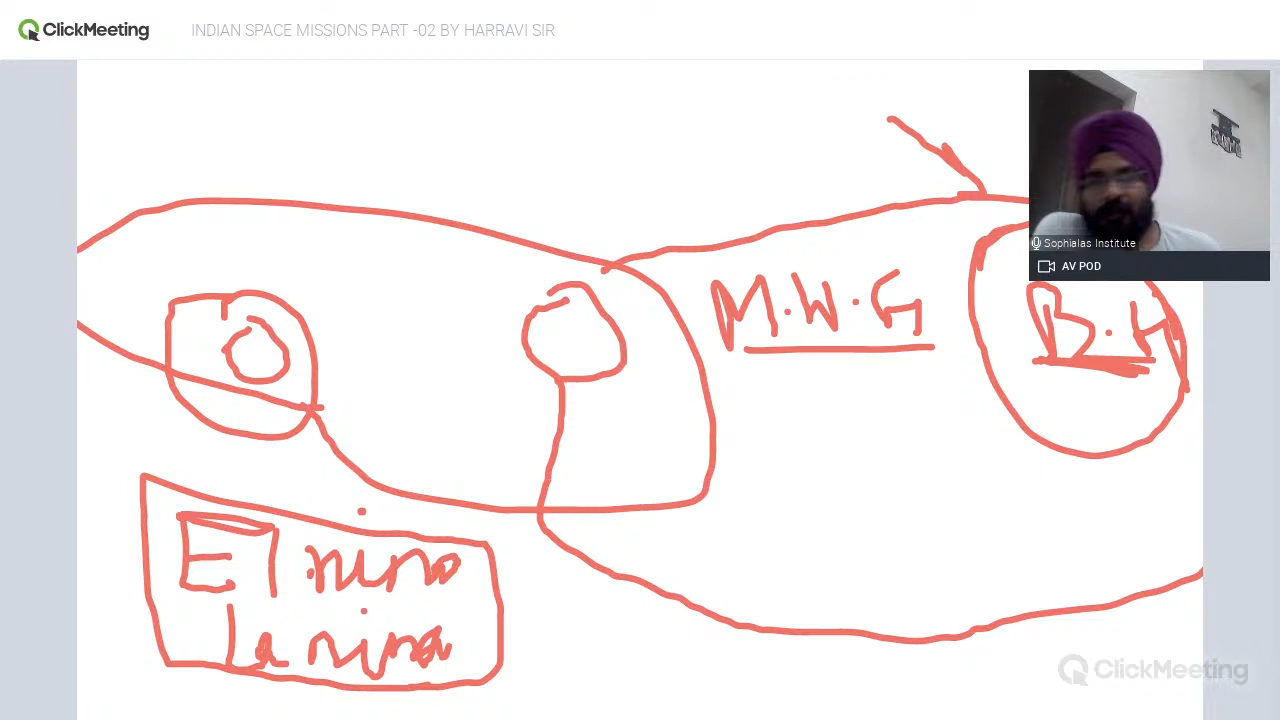 ClickMeeting INDIAN SPACE MISSIONS PART -02 BY HARRAVI SIR
Sophialas Institute
AV POD
M.W.G
B.H
El nino
La nina
ClickMeeting